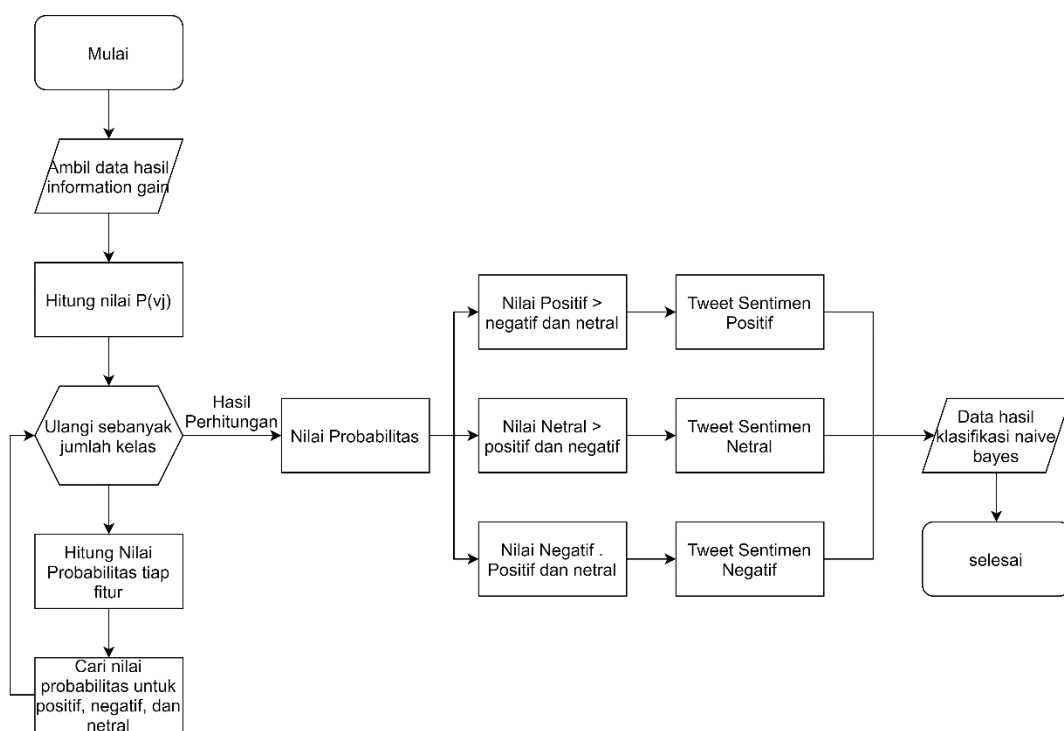 Mulai
Ambil data hasil
information gain
Hitung nilai P(vj)
Ulangi sebanyak
jumlah kelas
Hitung Nilai
Probabilitas tiap
fitur
Cari nilai
probabilitas untuk
positif, negatif, dan
netral
Hasil
Perhitungan
Nilai Probabilitas
Nilai Positif >
negatif dan netral
Tweet Sentimen
Positif
Nilai Netral >
positif dan negatif
Tweet Sentimen
Netral
Nilai Negatif .
Positif dan netral
Tweet Sentimen
Negatif
Data hasil
klasifikasi naive
bayes
selesai